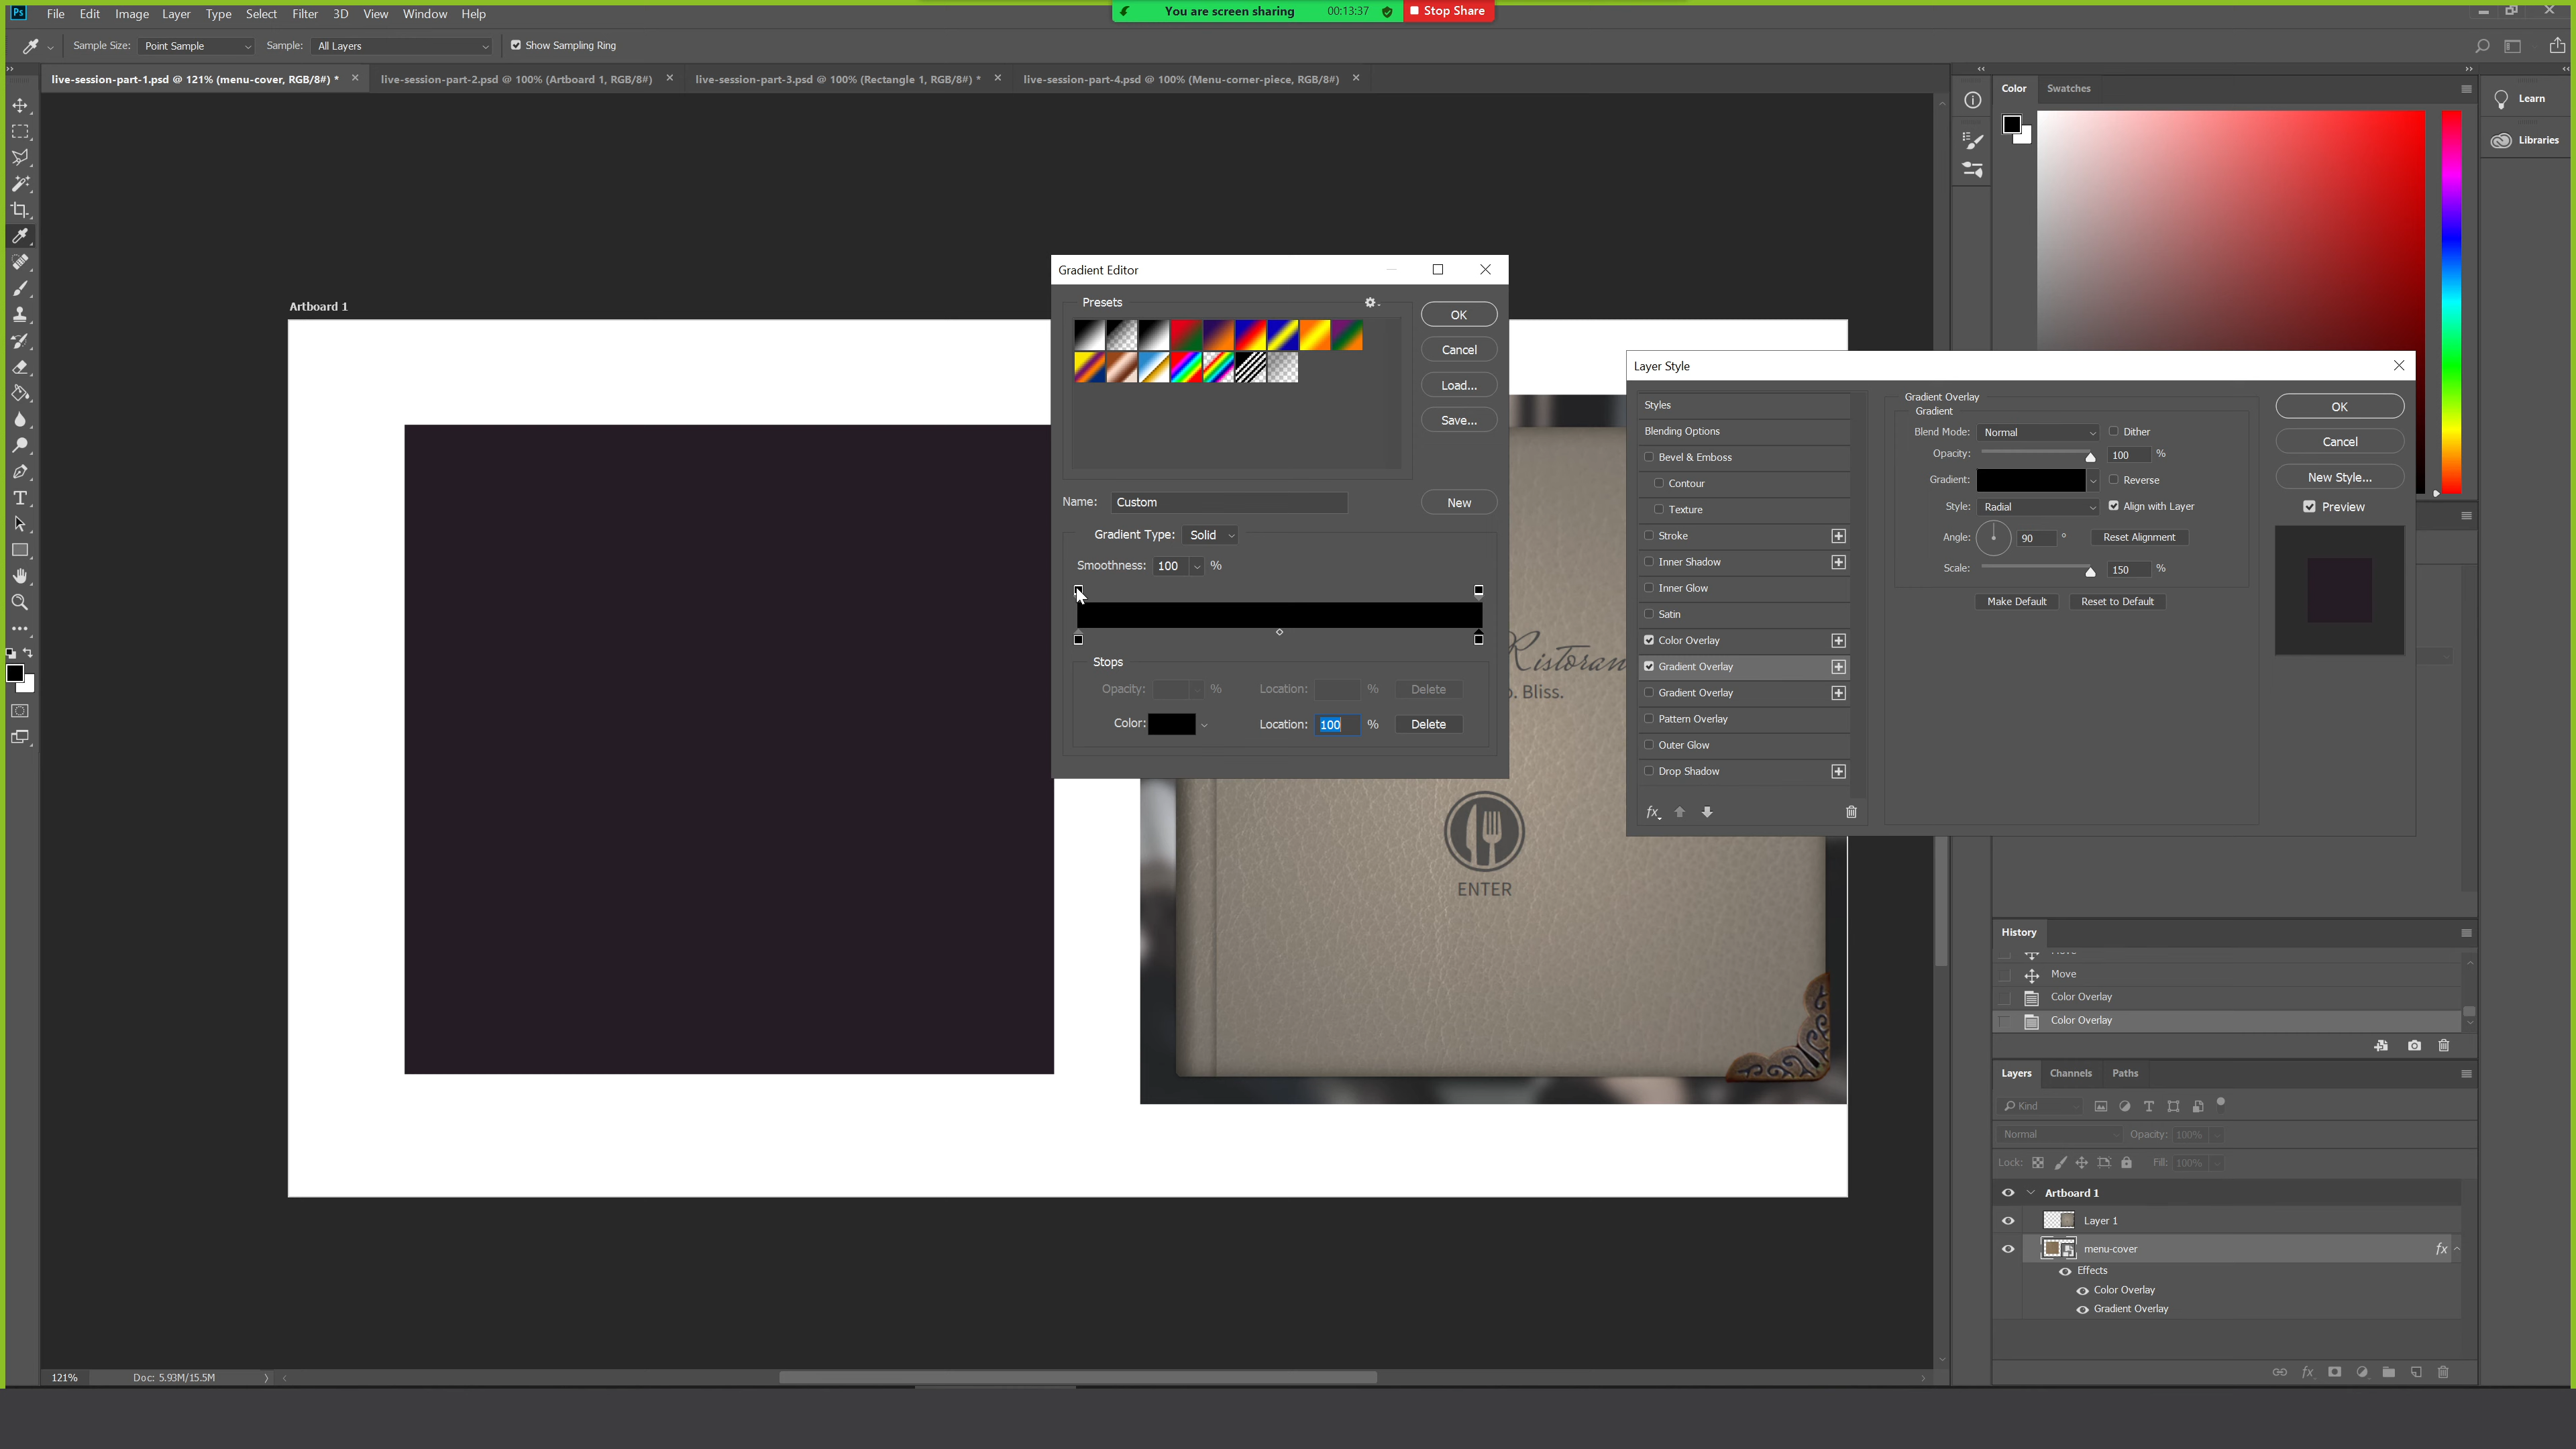 Ps File Edit Image Layer Type Select Filter 3D View Window Help
You are screen sharing 00:13:37 Stop Share
Sample Size: Point Sample Sample: All Layers Show Sampling Ring
live-session-part-1.psd @ 121% (menu-cover, RGB/8#) *
live-session-part-2.psd @ 100% (Artboard 1, RGB/8#)
live-session-part-3.psd @ 100% (Rectangle 1, RGB/8#) *
live-session-part-4.psd @ 100% (Menu-corner-piece, RGB/8#)
Color Swatches
Learn
Libraries
Artboard 1
Gradient Editor
Presets
OK
Cancel
Load...
Save...
Name: Custom
New
Gradient Type: Solid
Smoothness: 100 %
Stops
Opacity: % Location: % Delete
Color: Location: 100 % Delete
. Bliss.
ENTER
Layer Style
Styles
Blending Options
Bevel & Emboss
Contour
Texture
Stroke
Inner Shadow
Inner Glow
Satin
Color Overlay
Gradient Overlay
Gradient Overlay
Pattern Overlay
Outer Glow
Drop Shadow
fx
Gradient Overlay
Gradient
Blend Mode: Normal Dither
Opacity: 100 %
Gradient: Reverse
Style: Radial Align with Layer
Angle: 90 ° Reset Alignment
Scale: 150 %
Make Default Reset to Default
OK
Cancel
New Style...
Preview
History
Move
Color Overlay
Color Overlay
Layers Channels Paths
Kind
Normal Opacity: 100%
Lock: Fill: 100%
Artboard 1
Layer 1
menu-cover fx
Effects
Color Overlay
Gradient Overlay
fx
121% Doc: 5.93M/15.5M